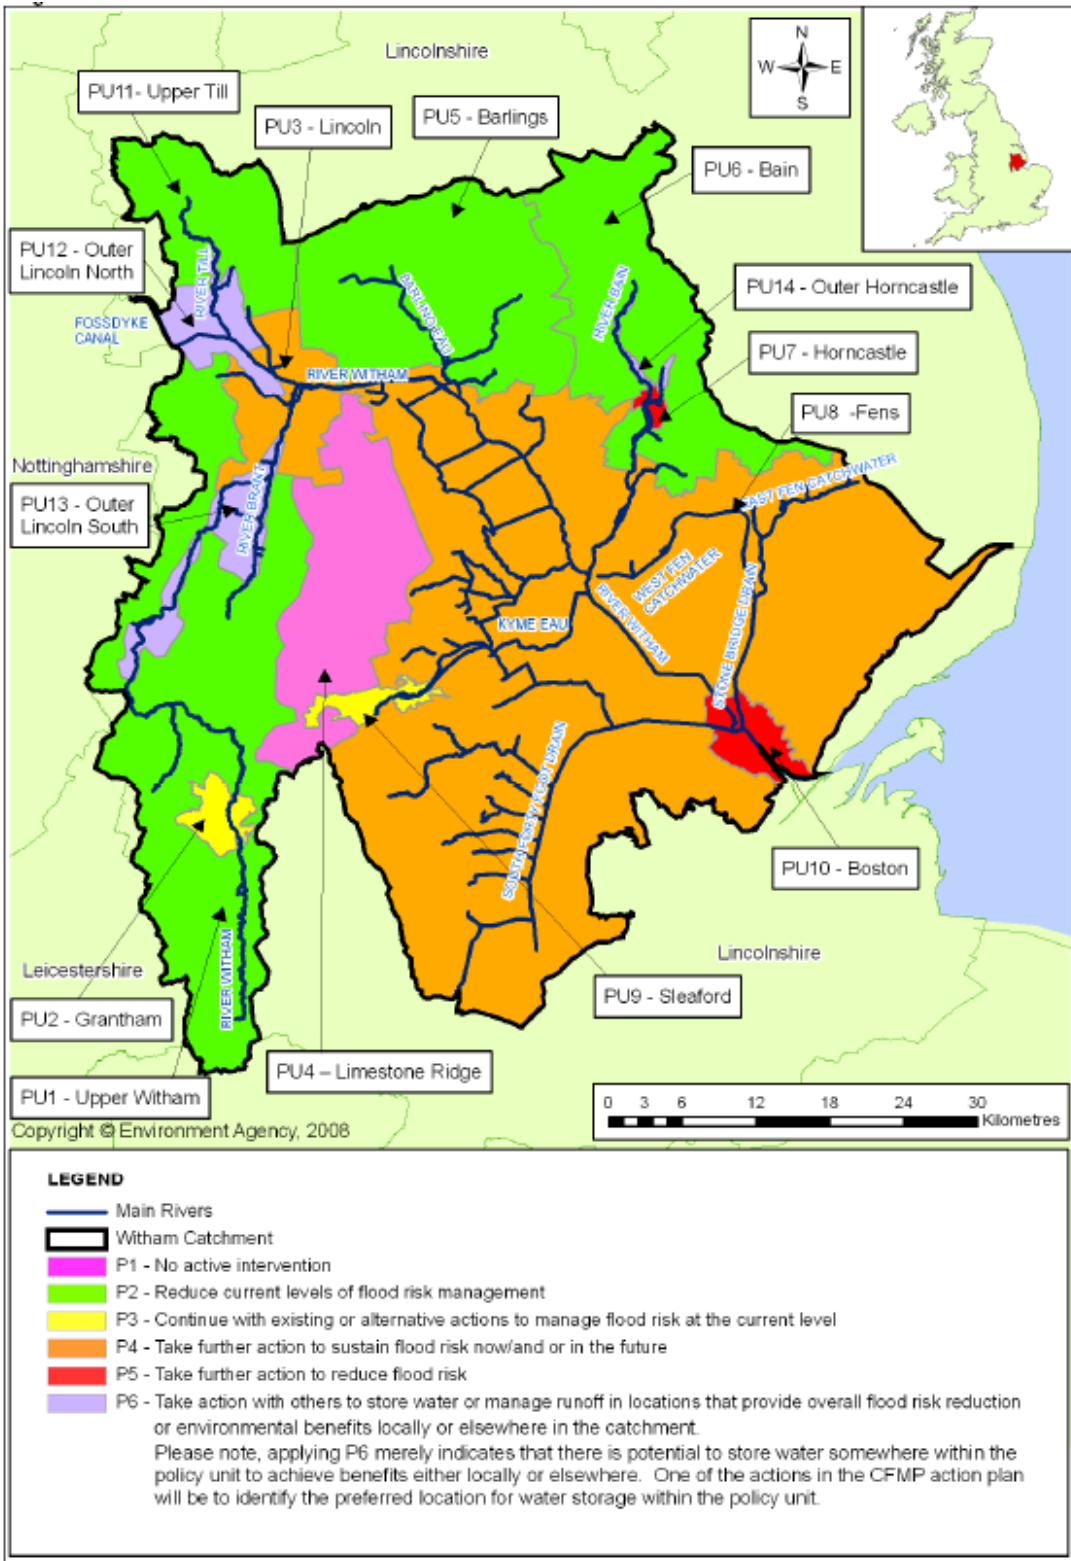 Lincolnshire
N
W E
S
PU11- Upper Till
PU3 - Lincoln
PU5 - Barlings
PU6 - Bain
PU12 - Outer
Lincoln North
RIVER TILL
BARLING EAU
RIVER BAIN
PU14 - Outer Horncastle
FOSSDYKE
CANAL
PU7 - Horncastle
RIVER WITHAM
PU8 -Fens
Nottinghamshire
PU13 - Outer
Lincoln South
RIVER BRANT
EAST FEN CATCHWATER
WEST FEN
CATCHWATER
RIVER WITHAM
KYME EAU
STONE BRIDGE DRAIN
SOUTH FORTY FOOT DRAIN
PU10 - Boston
Lincolnshire
Leicestershire
RIVER WITHAM
PU9 - Sleaford
PU2 - Grantham
PU4 – Limestone Ridge
PU1 - Upper Witham
0 3 6 12 18 24 30
Kilometres
Copyright © Environment Agency, 2008
LEGEND
Main Rivers
Witham Catchment
P1 - No active intervention
P2 - Reduce current levels of flood risk management
P3 - Continue with existing or alternative actions to manage flood risk at the current level
P4 - Take further action to sustain flood risk now/and or in the future
P5 - Take further action to reduce flood risk
P6 - Take action with others to store water or manage runoff in locations that provide overall flood risk reduction
or environmental benefits locally or elsewhere in the catchment.
Please note, applying P6 merely indicates that there is potential to store water somewhere within the
policy unit to achieve benefits either locally or elsewhere. One of the actions in the CFMP action plan
will be to identify the preferred location for water storage within the policy unit.